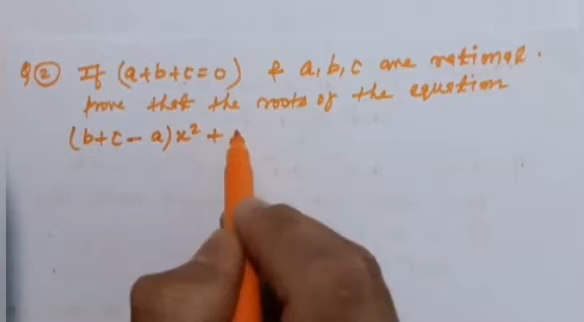 Q② If (a+b+c=0) & a,b,c are rational.
prove that the roots of the equation
(b+c-a)x² +